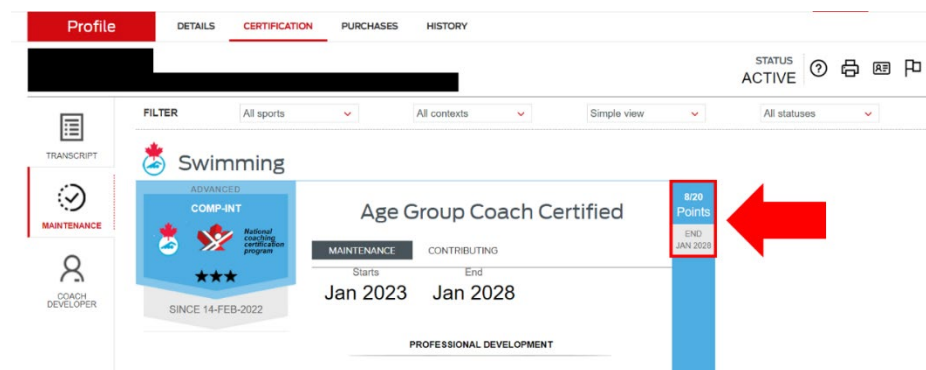 Profile
DETAILS CERTIFICATION PURCHASES HISTORY
STATUS
ACTIVE
FILTER All sports All contexts Simple view All statuses
TRANSCRIPT
MAINTENANCE
COACH
DEVELOPER
Swimming
ADVANCED
COMP-INT
National
coaching
certification
program
SINCE 14-FEB-2022
Age Group Coach Certified
MAINTENANCE CONTRIBUTING
Starts End
Jan 2023 Jan 2028
PROFESSIONAL DEVELOPMENT
8/20
Points
END
JAN 2028